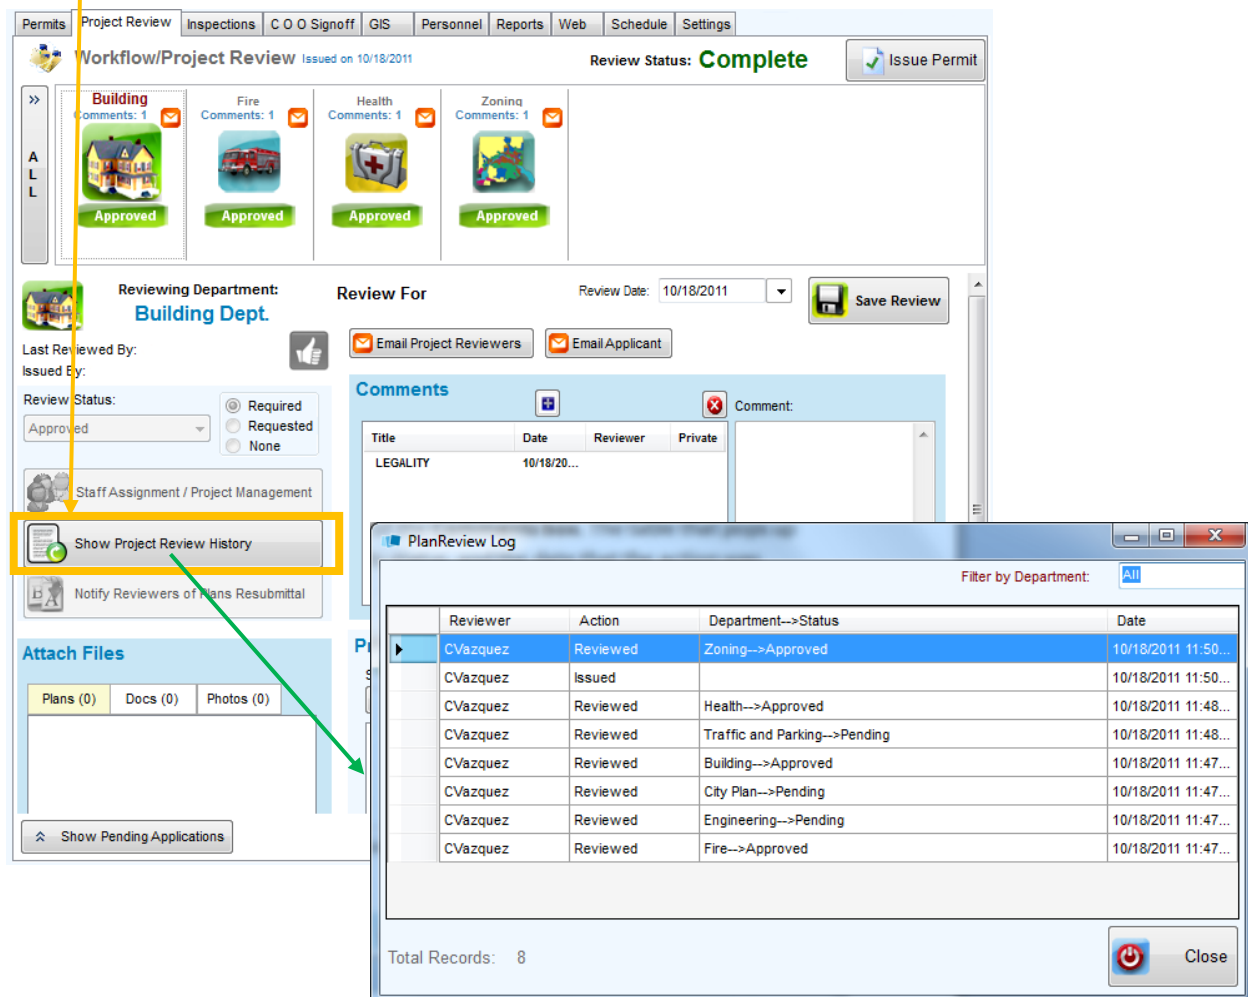 Permits Project Review Inspections C O O Signoff GIS Personnel Reports Web Schedule Settings
Workflow/Project Review Issued on 10/18/2011 Review Status: Complete Issue Permit
>>
A
L
L
Building Fire Health Zoning
Comments: 1 Comments: 1 Comments: 1 Comments: 1
Approved Approved Approved Approved
Reviewing Department: Review For Review Date: 10/18/2011 Save Review
Building Dept.
Email Project Reviewers Email Applicant
Last Reviewed By:
Issued By:
Review Status: Required
Approved Requested
None
Comments Comment:
Title Date Reviewer Private
LEGALITY 10/18/20...
Staff Assignment / Project Management
Show Project Review History
Notify Reviewers of Plans Resubmittal
Attach Files
Plans (0) Docs (0) Photos (0)
Show Pending Applications
PlanReview Log
Filter by Department: All
Reviewer Action Department-->Status Date
CVazquez Reviewed Zoning-->Approved 10/18/2011 11:50...
CVazquez Issued 10/18/2011 11:50...
CVazquez Reviewed Health-->Approved 10/18/2011 11:48...
CVazquez Reviewed Traffic and Parking-->Pending 10/18/2011 11:48...
CVazquez Reviewed Building-->Approved 10/18/2011 11:47...
CVazquez Reviewed City Plan-->Pending 10/18/2011 11:47...
CVazquez Reviewed Engineering-->Pending 10/18/2011 11:47...
CVazquez Reviewed Fire-->Approved 10/18/2011 11:47...
Total Records: 8 Close